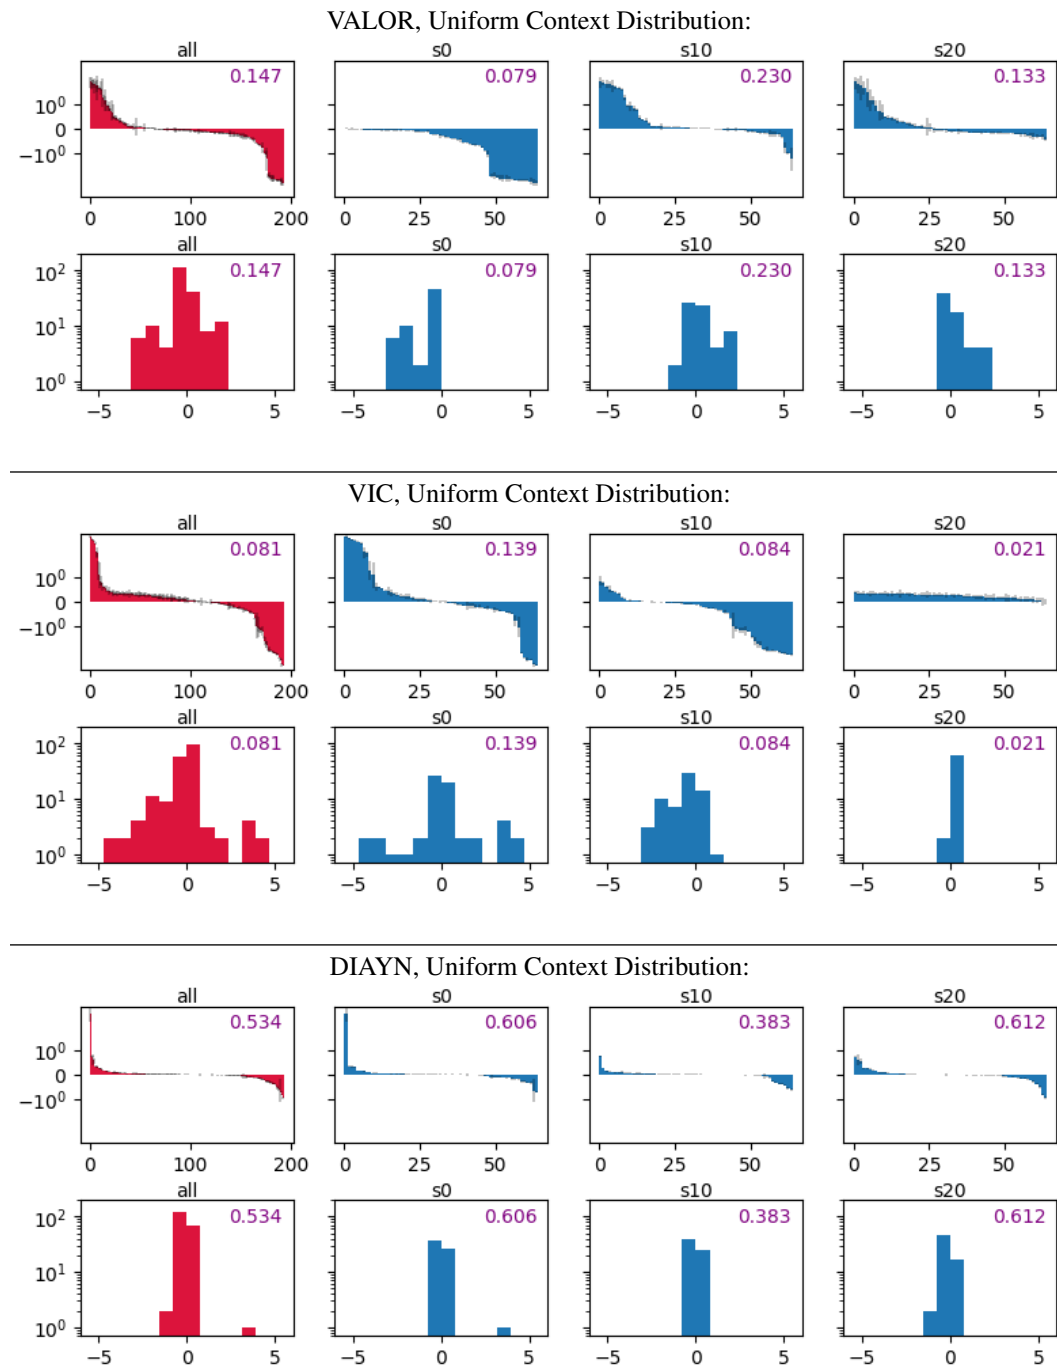 VALOR, Uniform Context Distribution:
all s0 s10 s20
0.147 0.079 0.230 0.133
10⁰
0
−10⁰
0 100 200 0 50 0 25 50 0 25 50
all s0 s10 s20
10² 0.147 0.079 0.230 0.133
10¹
10⁰
−5 0 5 −5 0 5 −5 0 5 −5 0 5
VIC, Uniform Context Distribution:
all s0 s10 s20
0.081 0.139 0.084 0.021
10⁰
0
−10⁰
0 100 200 0 50 0 25 50 0 25 50
all s0 s10 s20
10² 0.081 0.139 0.084 0.021
10¹
10⁰
−5 0 5 −5 0 5 −5 0 5 −5 0 5
DIAYN, Uniform Context Distribution:
all s0 s10 s20
0.534 0.606 0.383 0.612
10⁰
0
−10⁰
0 100 200 0 50 0 50 0 50
all s0 s10 s20
10² 0.534 0.606 0.383 0.612
10¹
10⁰
−5 0 5 −5 0 5 −5 0 5 −5 0 5